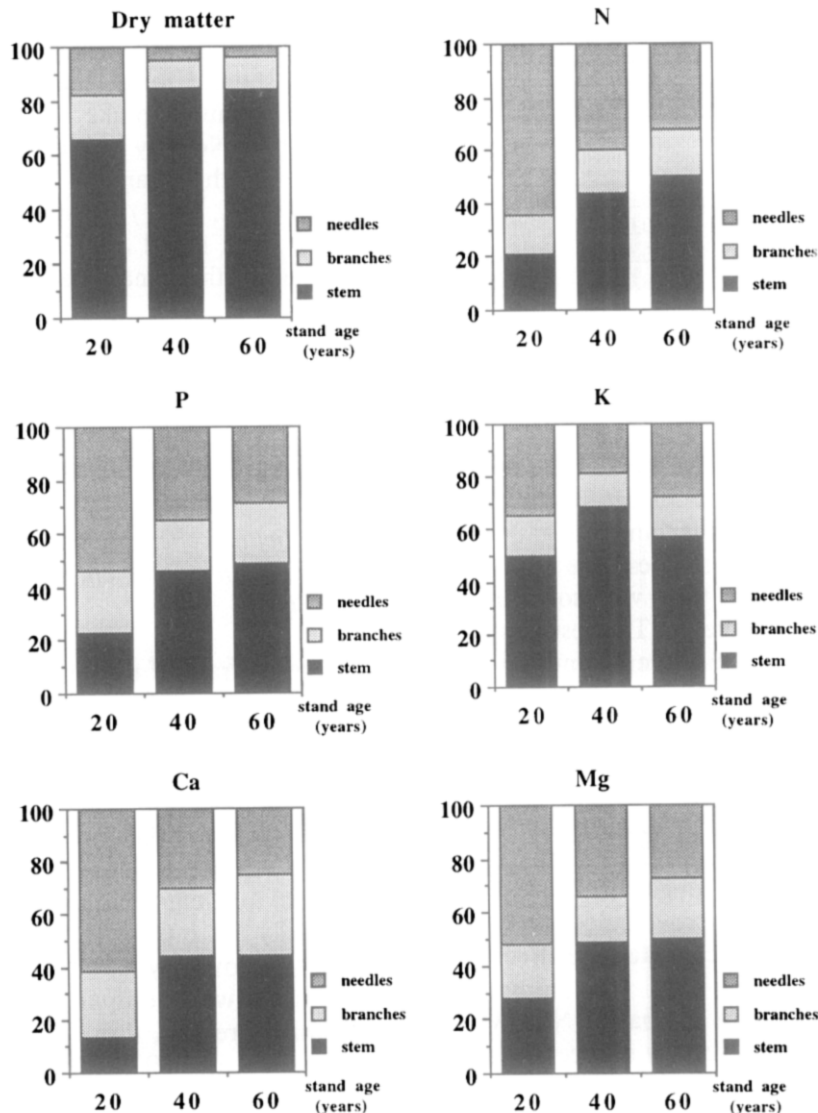 Dry matter
100
80
60
40
20
0
needles
branches
stem
20 40 60
stand age
(years)
N
100
80
60
40
20
0
needles
branches
stem
20 40 60
stand age
(years)
P
100
80
60
40
20
0
needles
branches
stem
20 40 60
stand age
(years)
K
100
80
60
40
20
0
needles
branches
stem
20 40 60
stand age
(years)
Ca
100
80
60
40
20
0
needles
branches
stem
20 40 60
stand age
(years)
Mg
100
80
60
40
20
0
needles
branches
stem
20 40 60
stand age
(years)